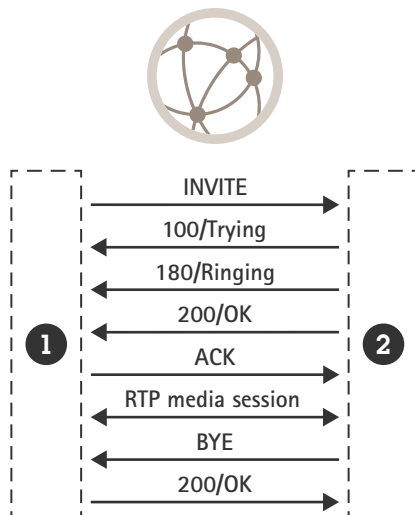 INVITE
100/Trying
180/Ringing
200/OK
1
2
ACK
RTP media session
BYE
200/OK